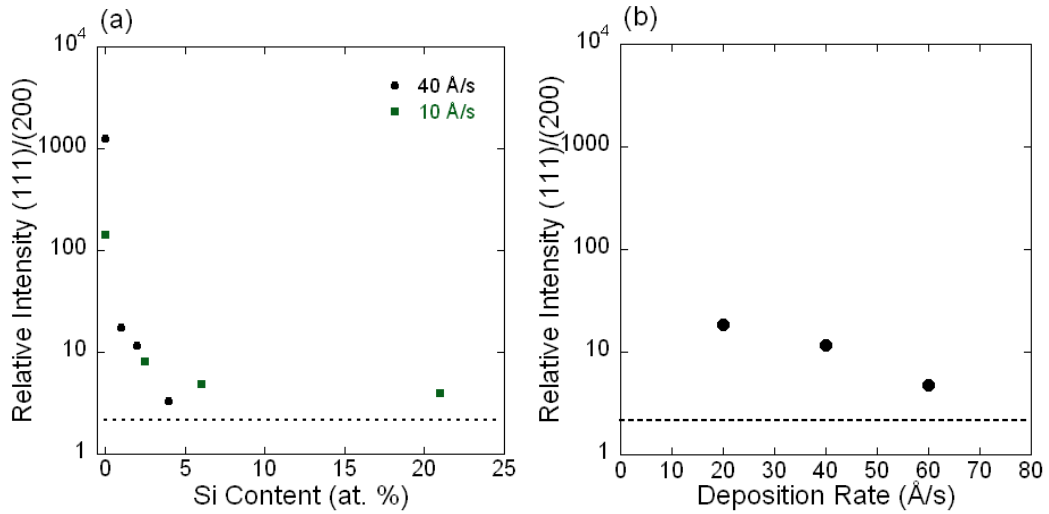 (a)
Relative Intensity (111)/(200)
10^4
1000
100
10
1
40 Å/s
10 Å/s
0 5 10 15 20 25
Si Content (at. %)
(b)
Relative Intensity (111)/(200)
10^4
1000
100
10
1
0 10 20 30 40 50 60 70 80
Deposition Rate (Å/s)